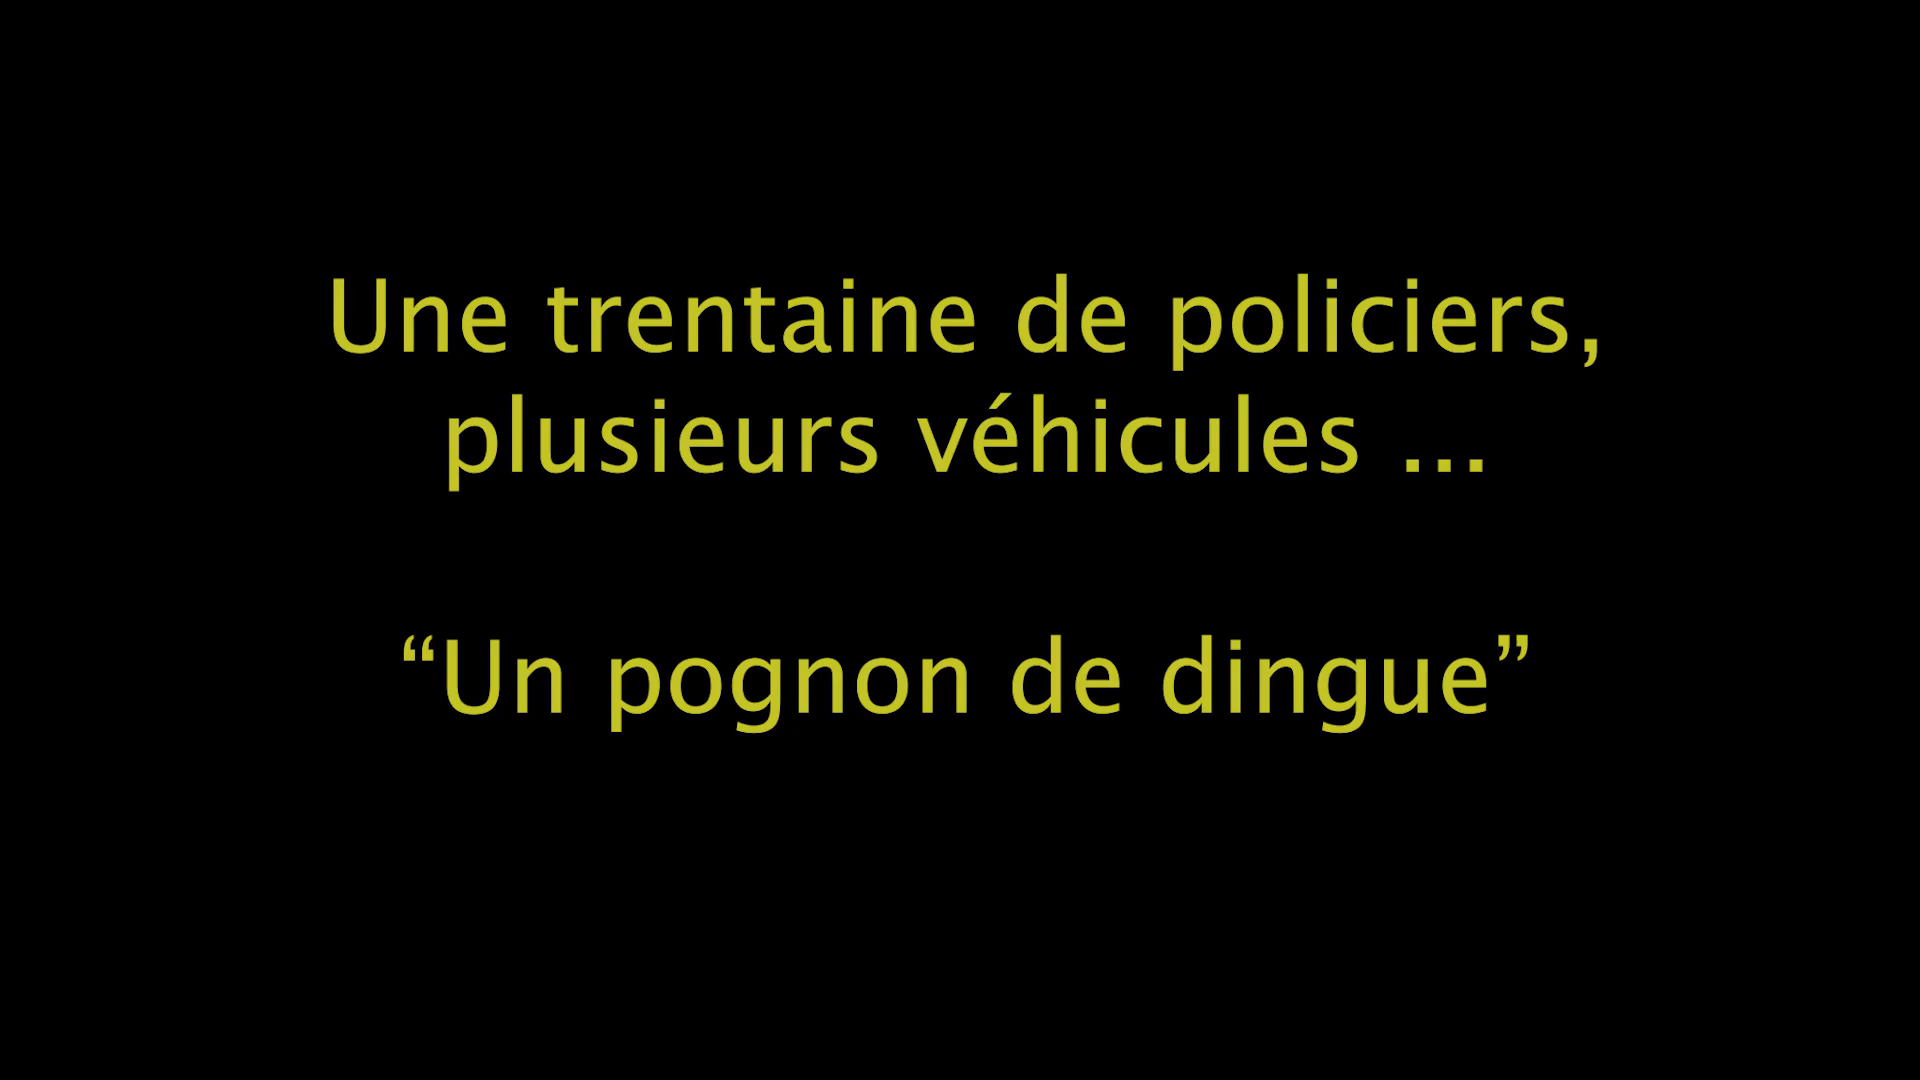 Une trentaine de policiers,
plusieurs véhicules ...
“Un pognon de dingue”